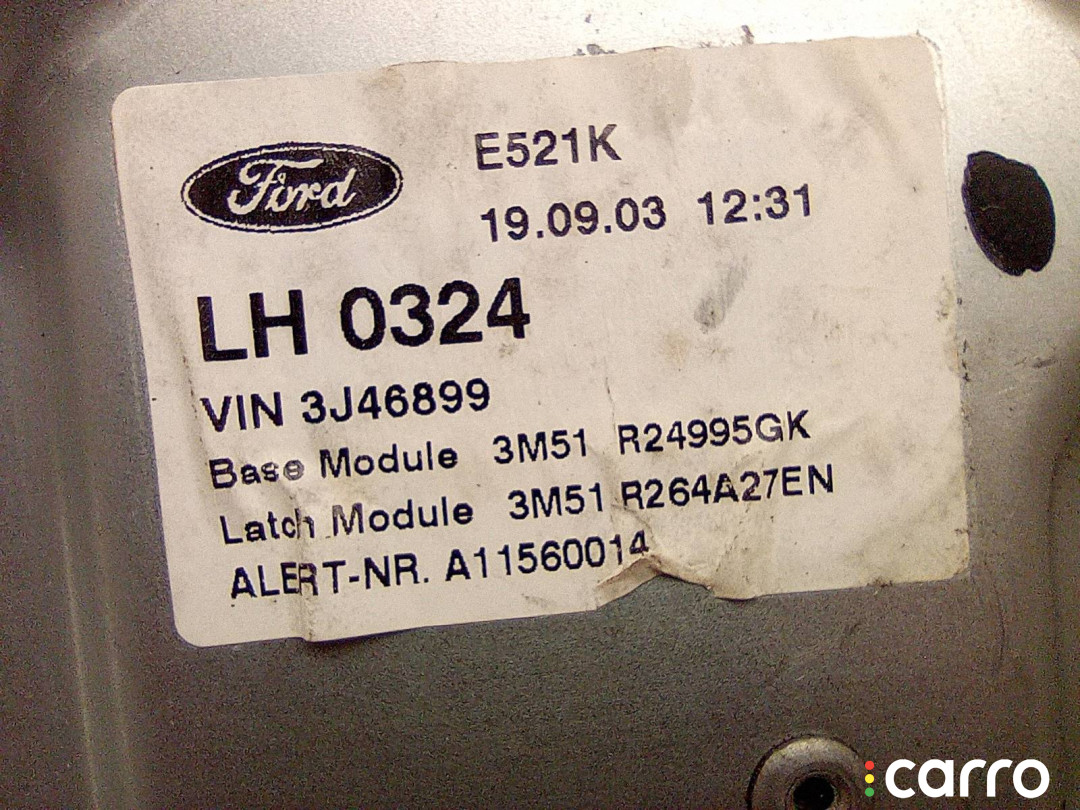 Ford
E521K
19.09.03 12:31
LH 0324
VIN 3J46899
Base Module 3M51 R24995GK
Latch Module 3M51 R264A27EN
ALERT-NR. A11560014
carro